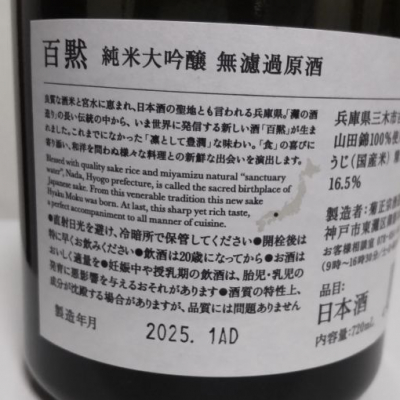 百黙 純米大吟醸 無濾過原酒
良質な酒米と宮水に恵まれ、日本酒の聖地とも言われる兵庫県。「灘の酒
造り」の長い伝統の中から、いま世界に発信する新しい酒「百黙」が生ま
れました。これまでになかった「凛として豊潤」な味わい。「食」の喜びに
寄り添い、和洋を問わぬ様々な料理との新鮮な出会いを演出します。
Blessed with quality sake rice and miyamizu natural "sanctuary
water", Nada, Hyogo prefecture, is called the sacred birthplace of
Japanese sake. From this venerable tradition this new sake
Hyaku Moku was born. At last, this sharp yet rich taste,
a perfect accompaniment to all manner of cuisine.
●直射日光を避け、冷暗所で保管してください●開栓後は
特に早くお飲みください●飲酒は20歳になってから●お酒は
おいしく適量を●妊娠中や授乳期の飲酒は、胎児・乳児の
発育に悪影響を与えるおそれがあります●酒質の特性上、
成分が沈殿する場合がありますが、品質には問題ありません
製造年月 2025. 1AD
兵庫県三木市
山田錦100%使
うじ(国産米)
16.5%
製造者:菊正宗
神戸市東灘区
お客様相談室 078
(9時〜16時30分/
品目:
日本酒
内容量:720mL